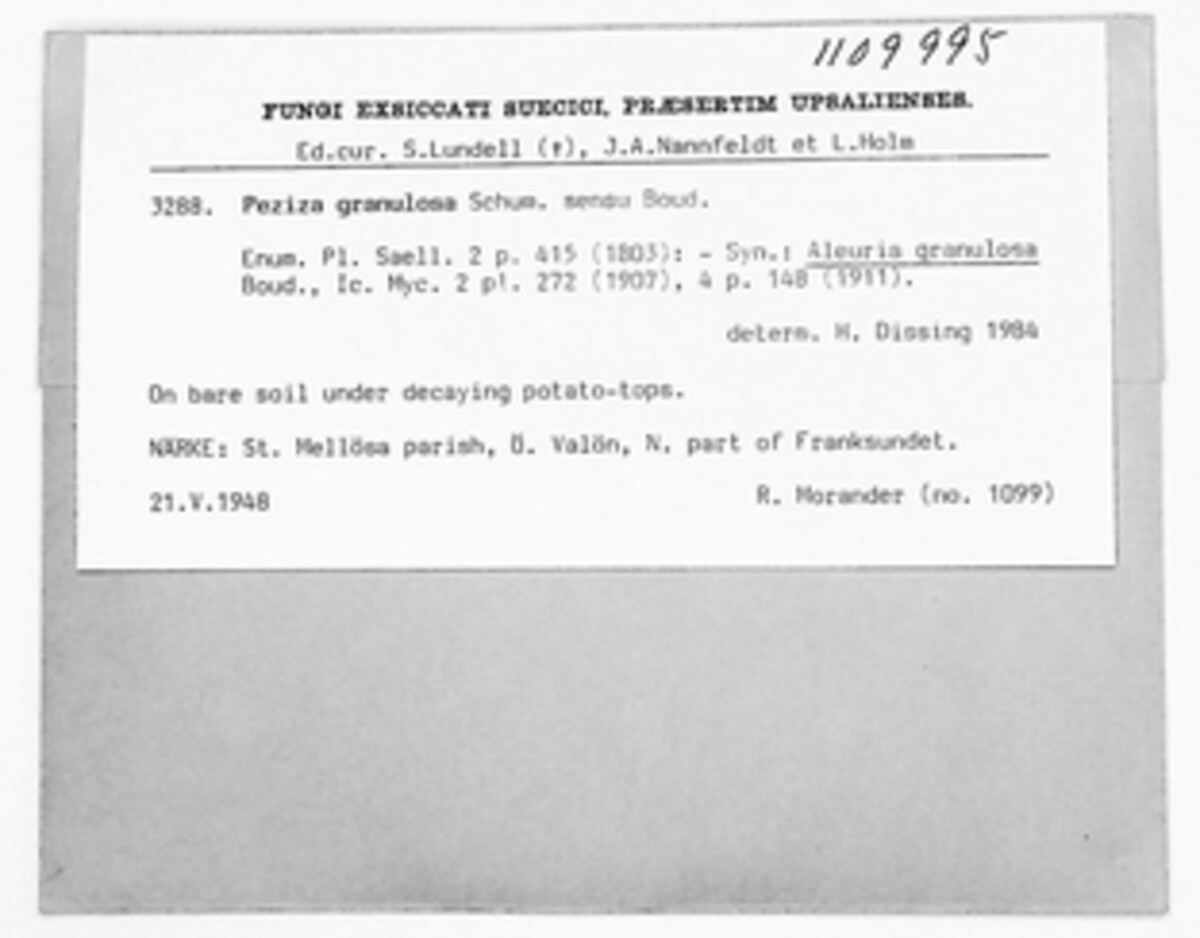 1109995
FUNGI EXSICCATI SUECICI, PRÆSERTIM UPSALIENSES.
Ed.cur. S.Lundell (†), J.A.Nannfeldt et L.Holm
3288. Peziza granulosa Schum. sensu Boud.
Enum. Pl. Saell. 2 p. 415 (1803): - Syn.: Aleuria granulosa
Boud., Ic. Myc. 2 pl. 272 (1907), 4 p. 148 (1911).
determ. H. Dissing 1984
On bare soil under decaying potato-tops.
NÄRKE: St. Mellösa parish, Ö. Valön, N. part of Franksundet.
21.V.1948 R. Morander (no. 1099)